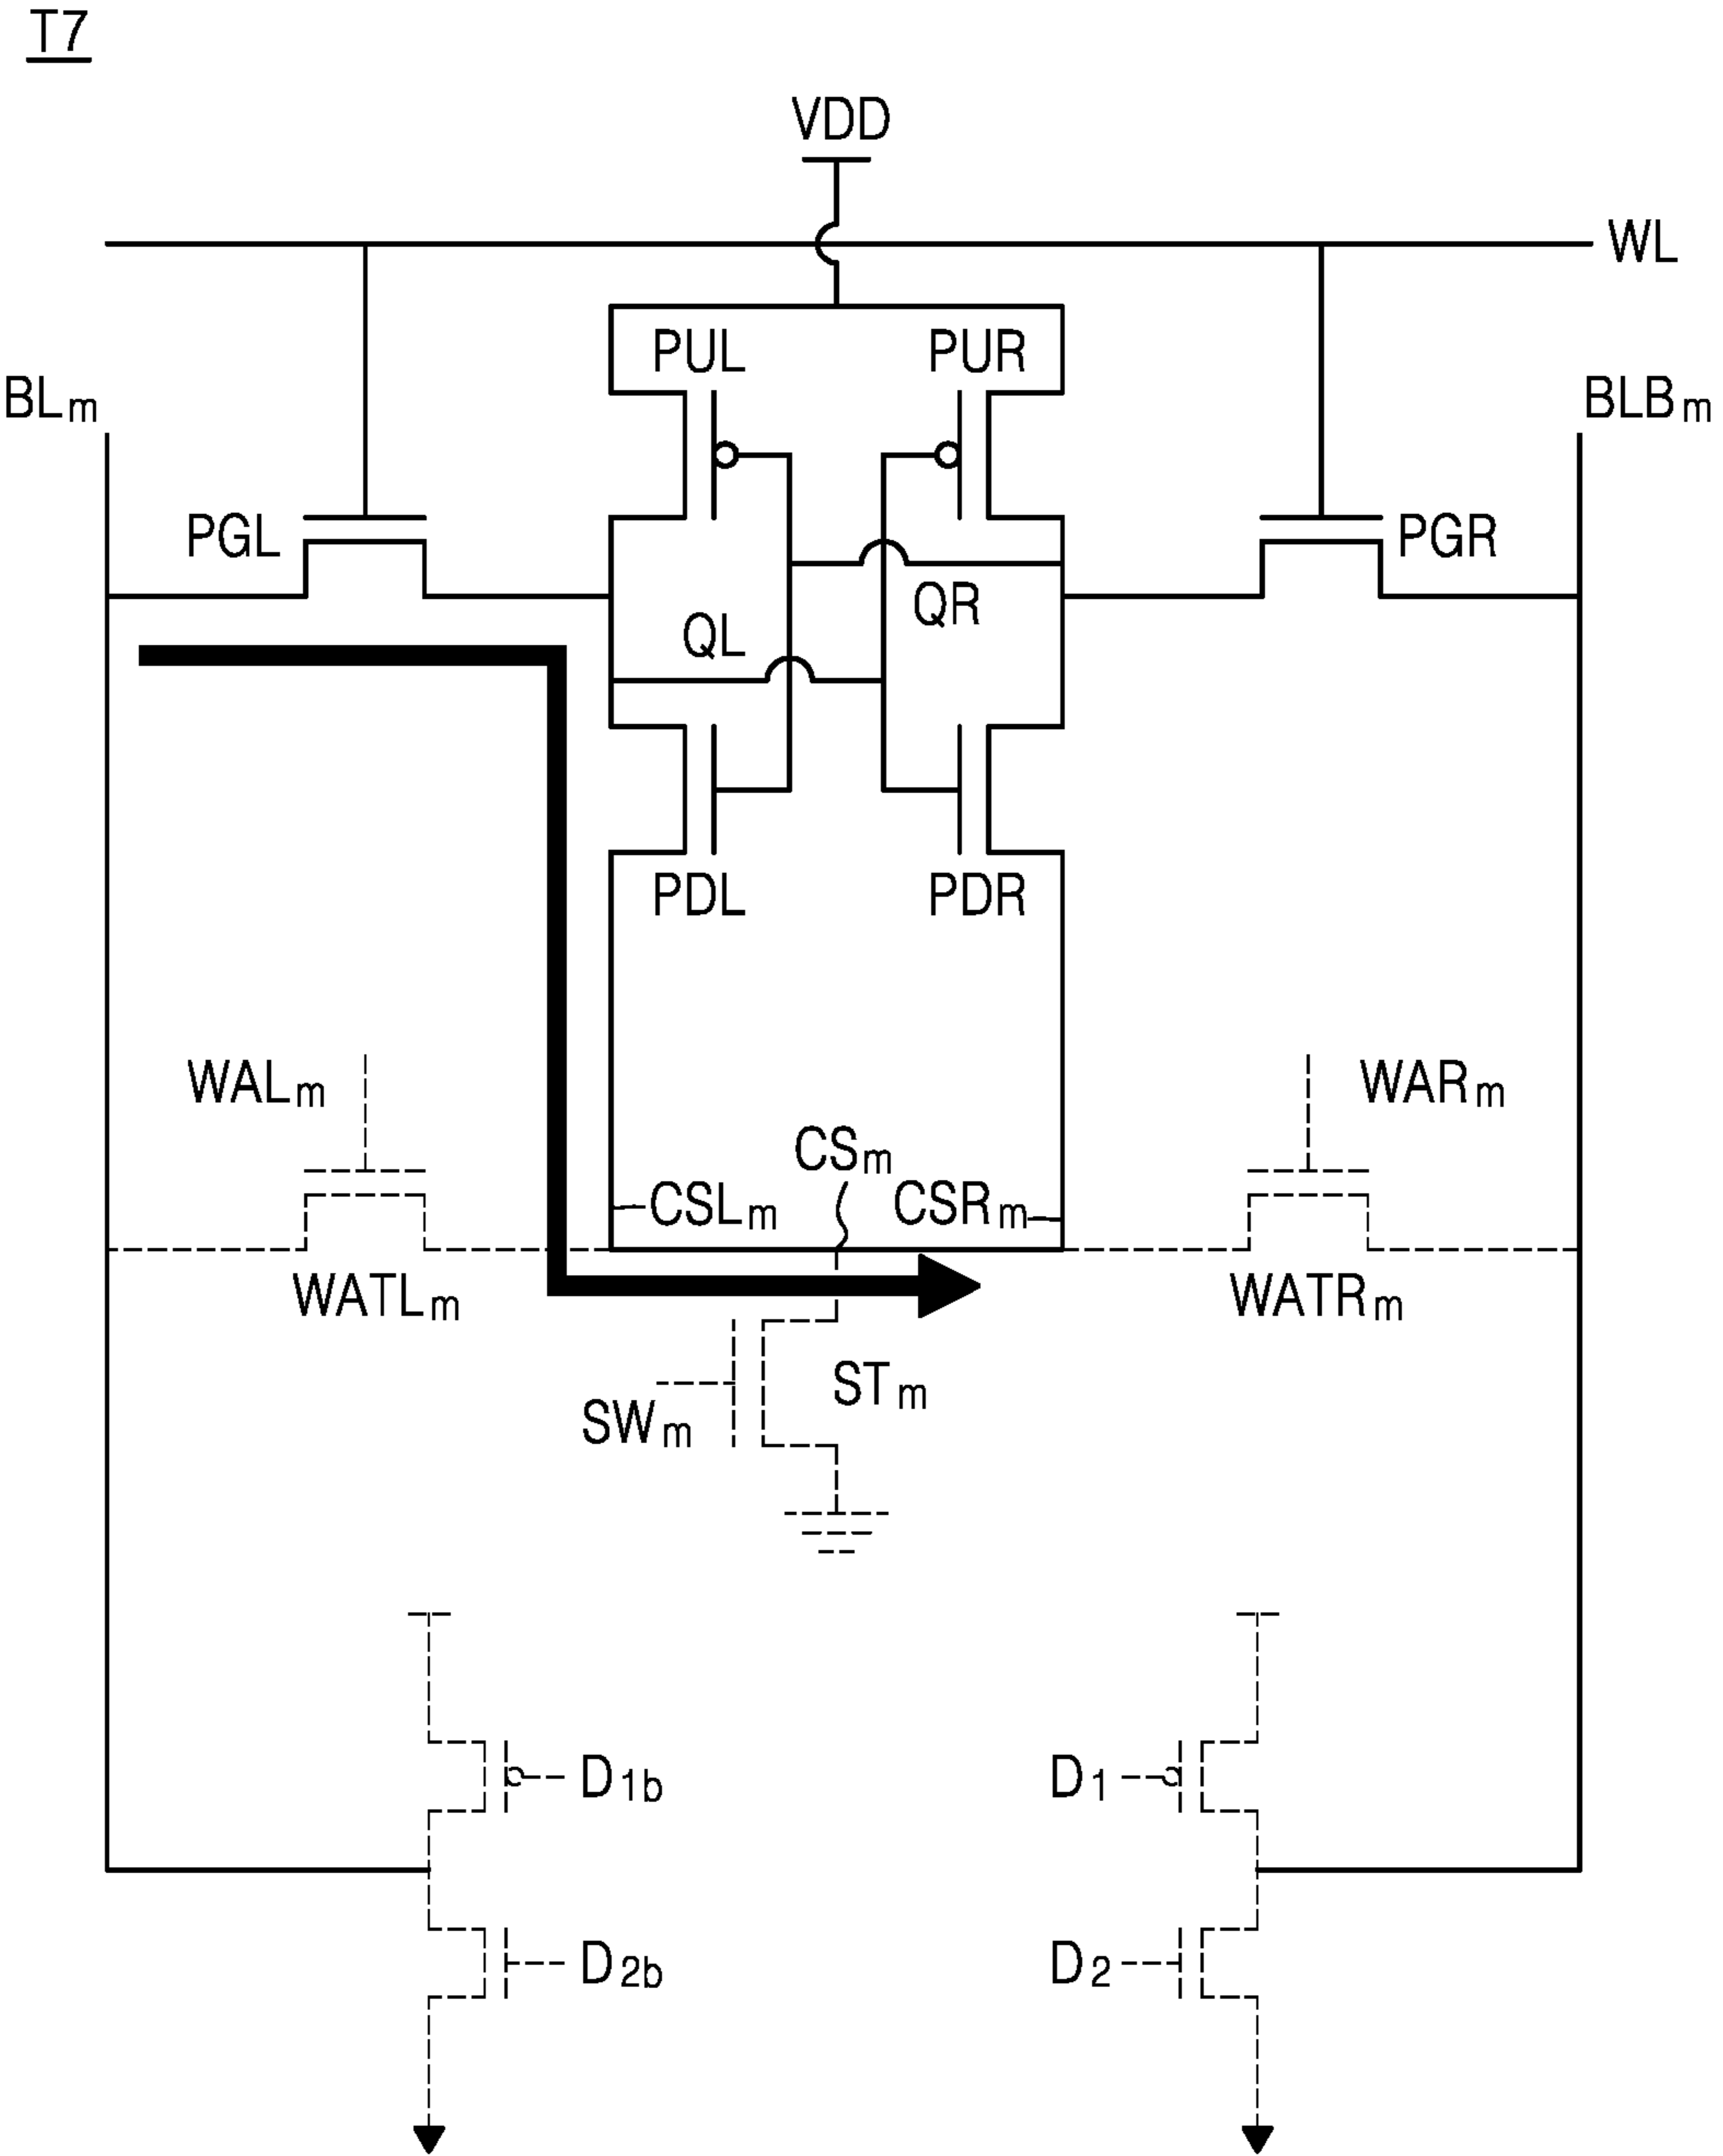 T7
VDD
WL
PUL PUR
BLm BLBm
PGL PGR
QR
QL
PDL PDR
WALm WARm
CSm
CSLm CSRm
WATLm WATRm
STm
SWm
D1b D1
D2b D2